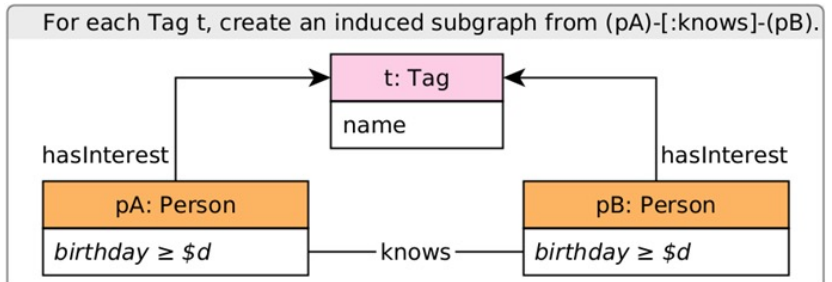 For each Tag t, create an induced subgraph from (pA)-[:knows]-(pB).
t: Tag
name
hasInterest
hasInterest
pA: Person
pB: Person
birthday ≥ $d
knows
birthday ≥ $d